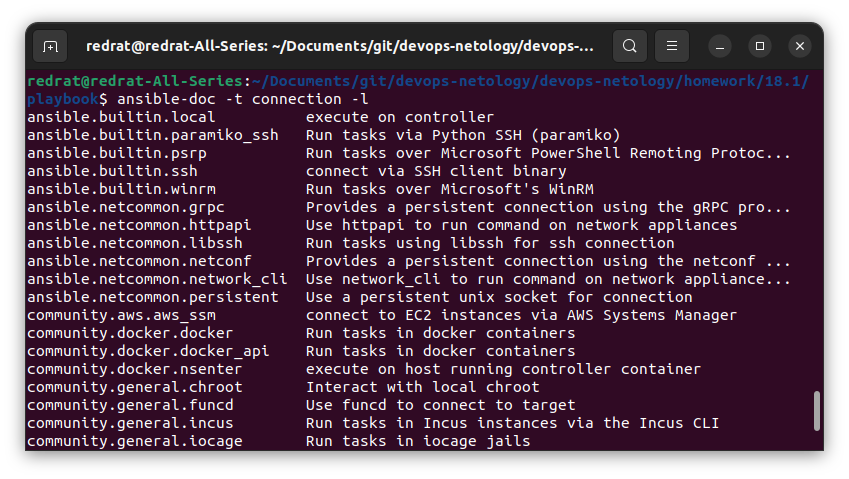 redrat@redrat-All-Series: ~/Documents/git/devops-netology/devops-...
redrat@redrat-All-Series:~/Documents/git/devops-netology/devops-netology/homework/18.1/
playbook$ ansible-doc -t connection -l
ansible.builtin.local execute on controller
ansible.builtin.paramiko_ssh Run tasks via Python SSH (paramiko)
ansible.builtin.psrp Run tasks over Microsoft PowerShell Remoting Protoc...
ansible.builtin.ssh connect via SSH client binary
ansible.builtin.winrm Run tasks over Microsoft's WinRM
ansible.netcommon.grpc Provides a persistent connection using the gRPC pro...
ansible.netcommon.httpapi Use httpapi to run command on network appliances
ansible.netcommon.libssh Run tasks using libssh for ssh connection
ansible.netcommon.netconf Provides a persistent connection using the netconf ...
ansible.netcommon.network_cli Use network_cli to run command on network appliance...
ansible.netcommon.persistent Use a persistent unix socket for connection
community.aws.aws_ssm connect to EC2 instances via AWS Systems Manager
community.docker.docker Run tasks in docker containers
community.docker.docker_api Run tasks in docker containers
community.docker.nsenter execute on host running controller container
community.general.chroot Interact with local chroot
community.general.funcd Use funcd to connect to target
community.general.incus Run tasks in Incus instances via the Incus CLI
community.general.iocage Run tasks in iocage jails